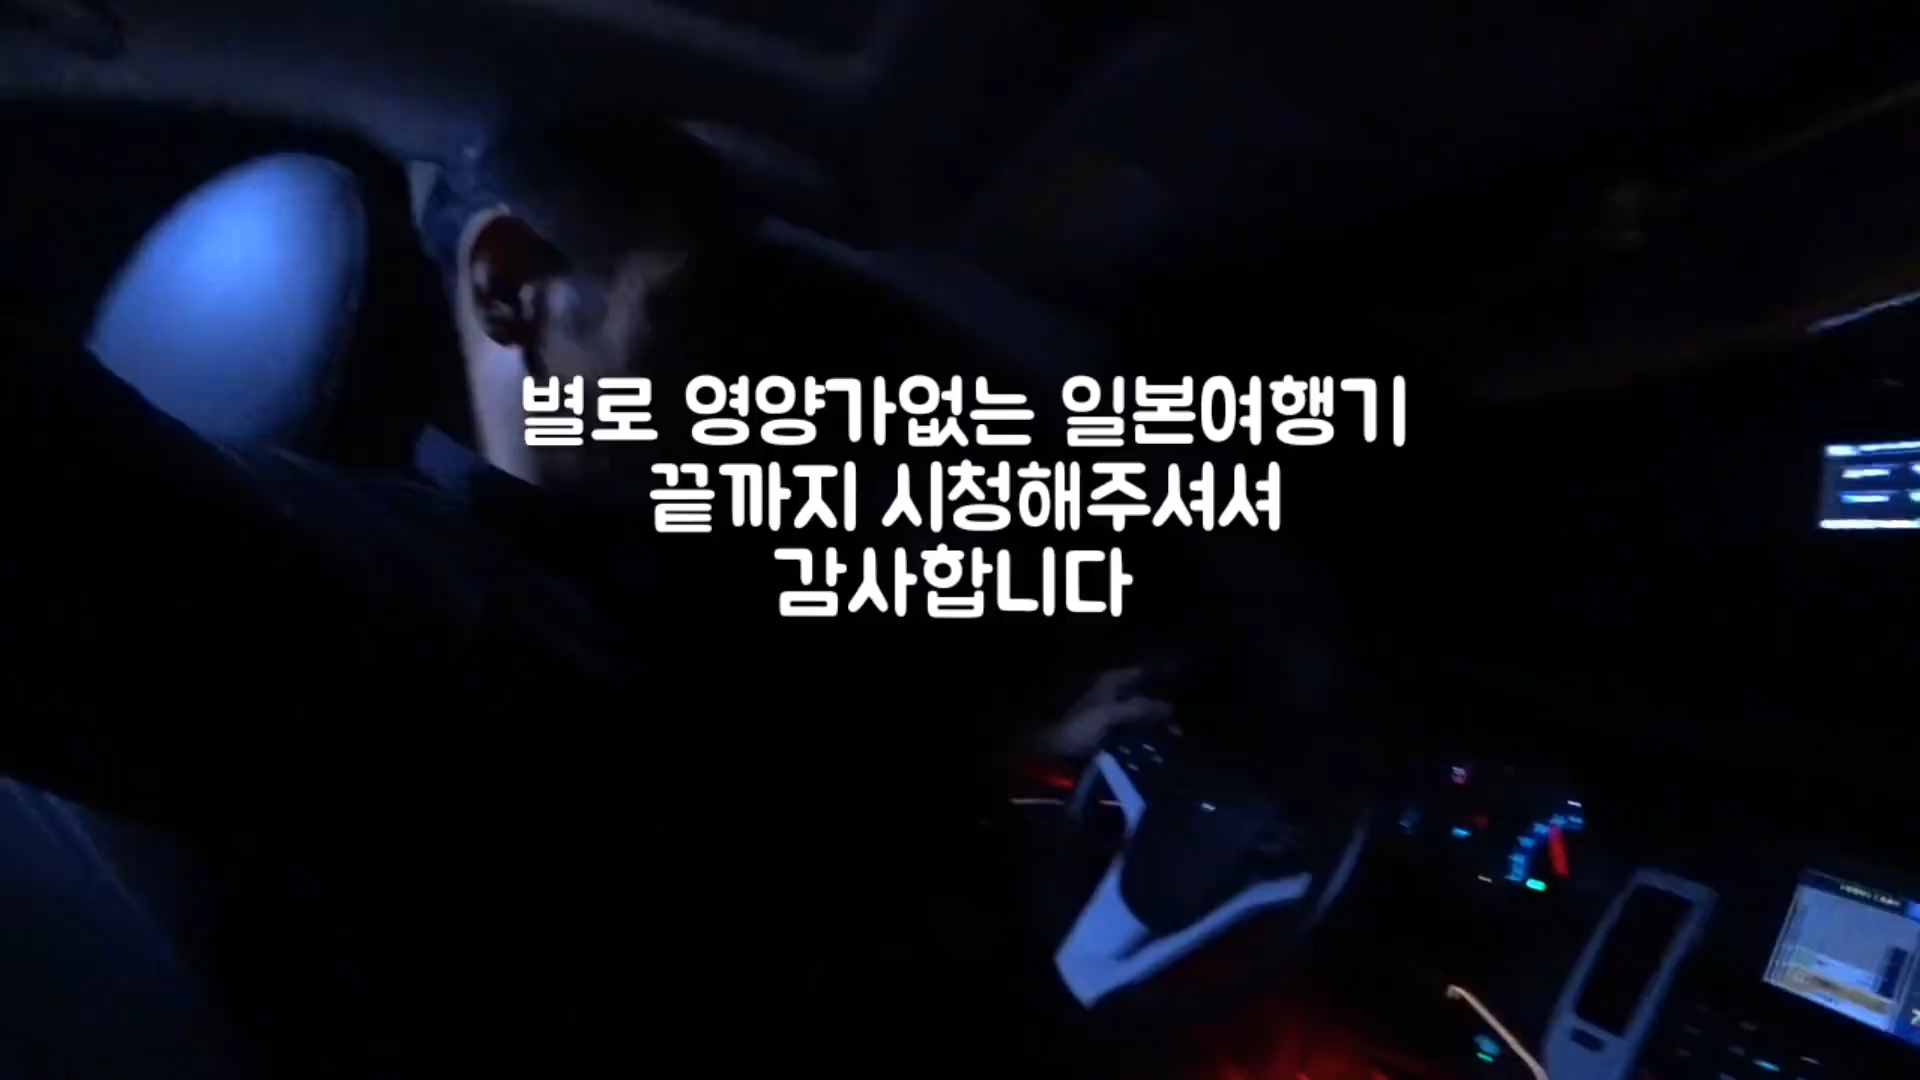 별로 영양가없는 일본여행기
끝까지 시청해주셔셔
감사합니다